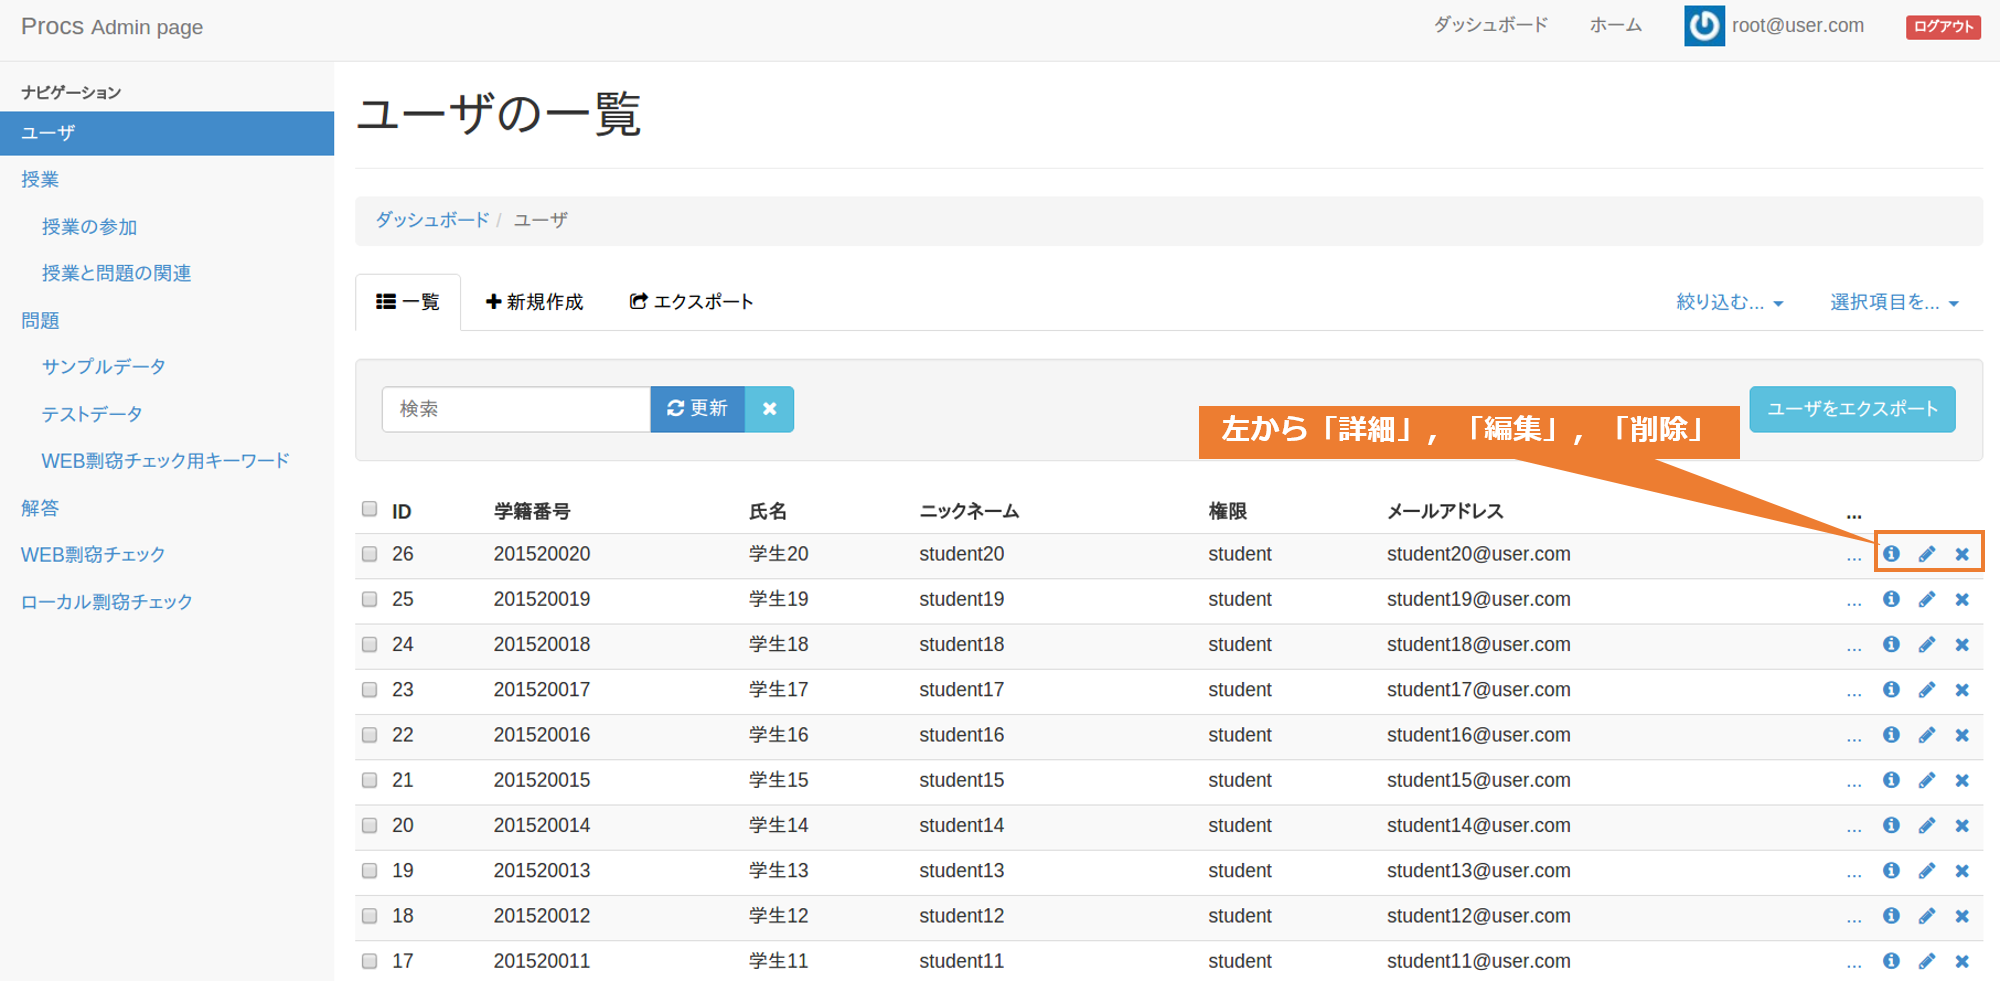 Procs Admin page
ダッシュボード ホーム root@user.com ログアウト
ナビゲーション
ユーザ
授業
授業の参加
授業と問題の関連
問題
サンプルデータ
テストデータ
WEB剽窃チェック用キーワード
解答
WEB剽窃チェック
ローカル剽窃チェック
ユーザの一覧
ダッシュボード / ユーザ
一覧 新規作成 エクスポート 絞り込む... 選択項目を...
検索 更新 ユーザをエクスポート
左から「詳細」，「編集」，「削除」
ID 学籍番号 氏名 ニックネーム 権限 メールアドレス ...
26 201520020 学生20 student20 student student20@user.com ...
25 201520019 学生19 student19 student student19@user.com ...
24 201520018 学生18 student18 student student18@user.com ...
23 201520017 学生17 student17 student student17@user.com ...
22 201520016 学生16 student16 student student16@user.com ...
21 201520015 学生15 student15 student student15@user.com ...
20 201520014 学生14 student14 student student14@user.com ...
19 201520013 学生13 student13 student student13@user.com ...
18 201520012 学生12 student12 student student12@user.com ...
17 201520011 学生11 student11 student student11@user.com ...